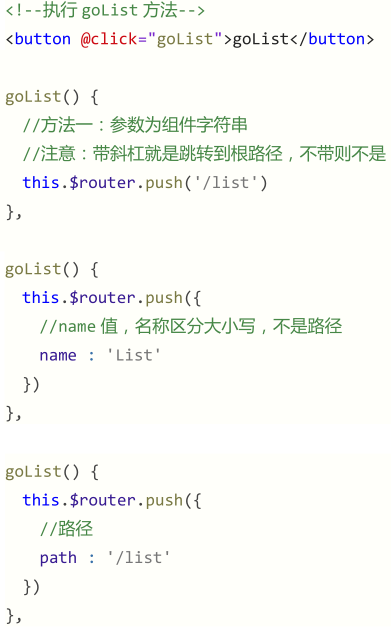 <!--执行 goList 方法-->
<button @click="goList">goList</button>
goList() {
//方法一：参数为组件字符串
//注意：带斜杠就是跳转到根路径，不带则不是
this.$router.push('/list')
},
goList() {
this.$router.push({
//name 值，名称区分大小写，不是路径
name : 'List'
})
},
goList() {
this.$router.push({
//路径
path : '/list'
})
},